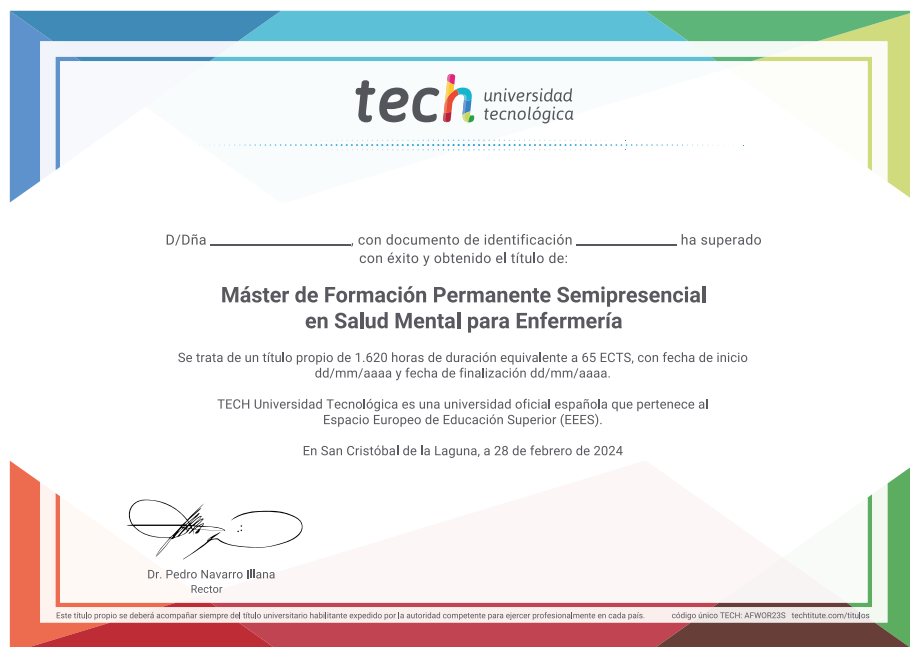 tech universidad
tecnológica
D/Dña ____________________, con documento de identificación ______________ ha superado
con éxito y obtenido el título de:
Máster de Formación Permanente Semipresencial
en Salud Mental para Enfermería
Se trata de un título propio de 1.620 horas de duración equivalente a 65 ECTS, con fecha de inicio
dd/mm/aaaa y fecha de finalización dd/mm/aaaa.
TECH Universidad Tecnológica es una universidad oficial española que pertenece al
Espacio Europeo de Educación Superior (EEES).
En San Cristóbal de la Laguna, a 28 de febrero de 2024
Dr. Pedro Navarro Illana
Rector
Este título propio se deberá acompañar siempre del título universitario habilitante expedido por la autoridad competente para ejercer profesionalmente en cada país. código único TECH: AFWOR23S techtitute.com/titulos